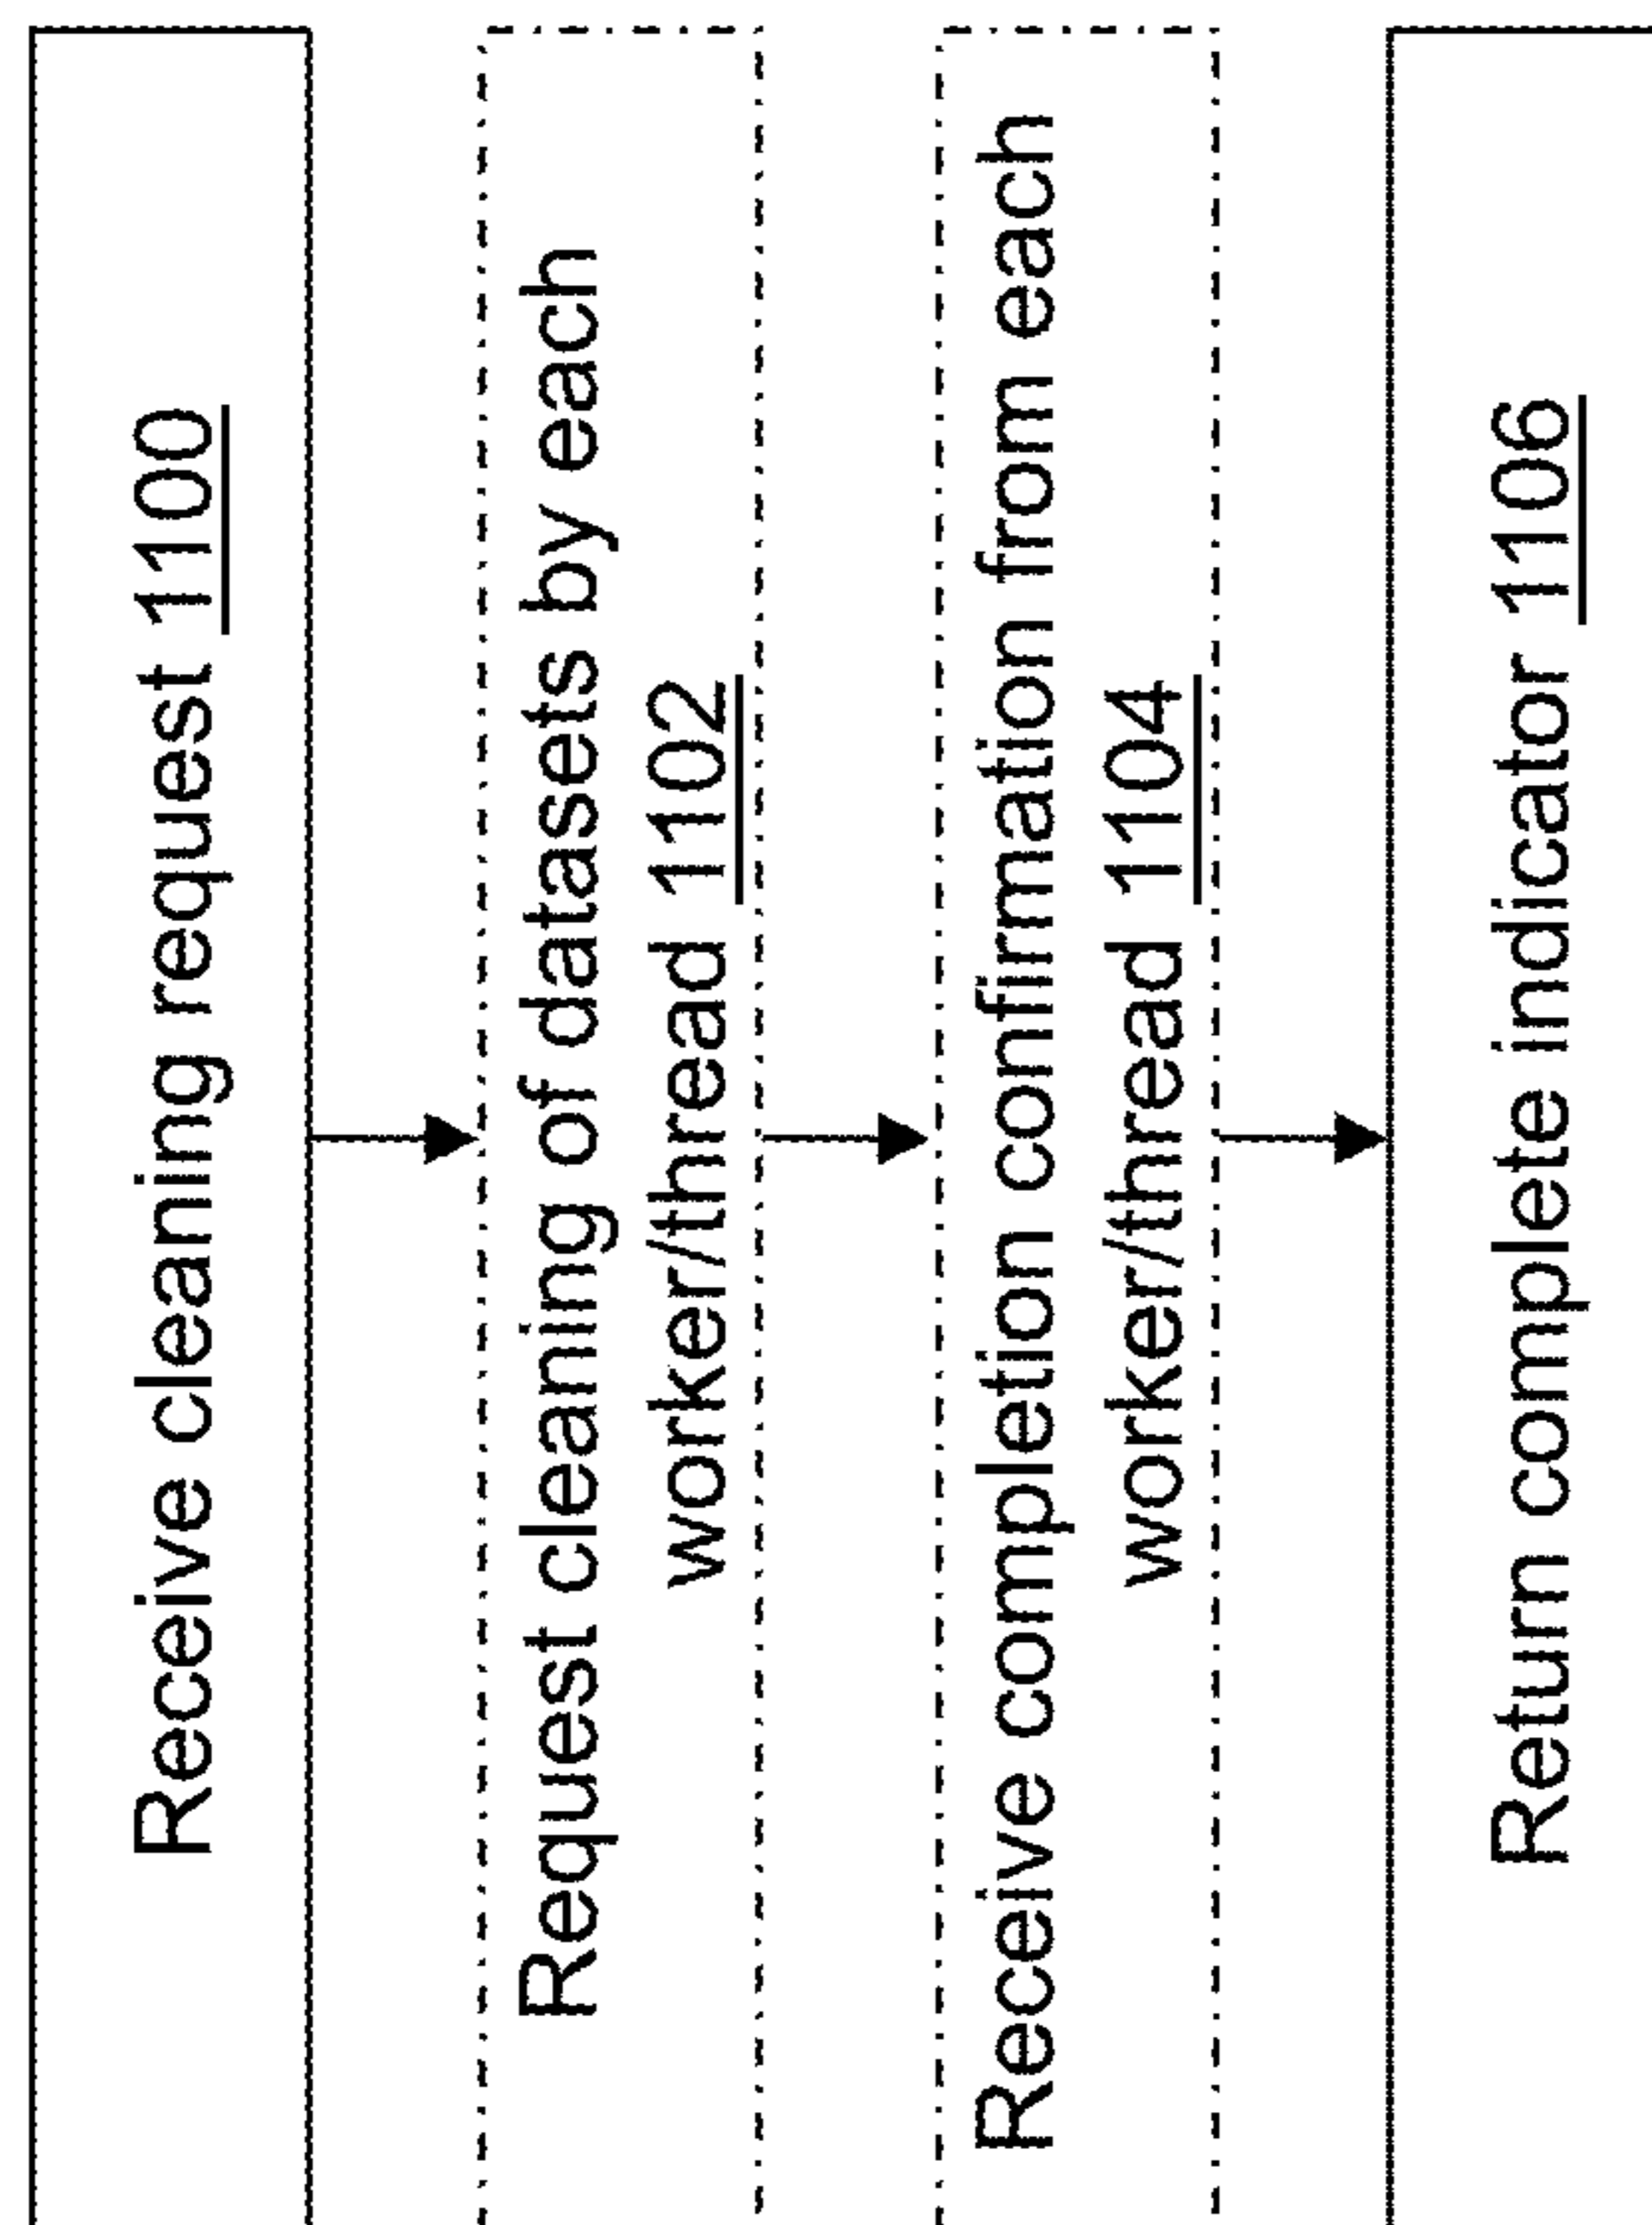 Receive cleaning request 1100
Request cleaning of datasets by each
worker/thread 1102
Receive completion confirmation from each
worker/thread 1104
Return complete indicator 1106